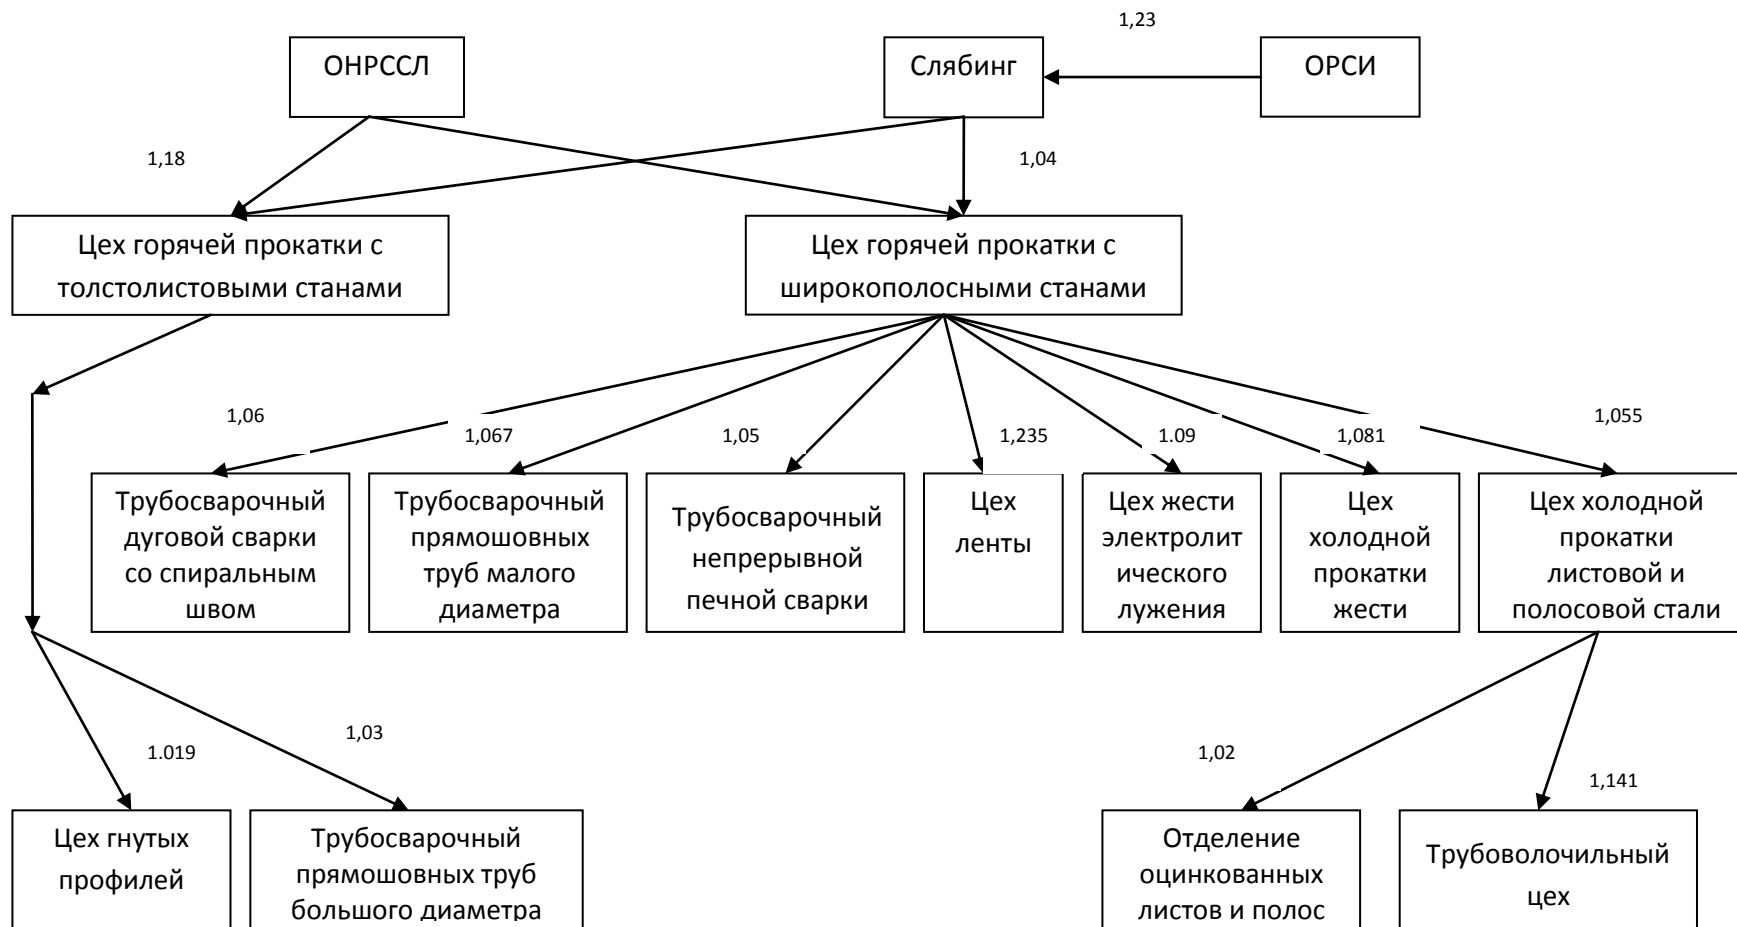 1,23
ОНРССЛ
Слябинг
ОРСИ
1,18
1,04
Цех горячей прокатки с
толстолистовыми станами
Цех горячей прокатки с
широкополосными станами
1,06
1,067
1,05
1,235
1.09
1,081
1,055
Трубосварочный
дуговой сварки
со спиральным
швом
Трубосварочный
прямошовных
труб малого
диаметра
Трубосварочный
непрерывной
печной сварки
Цех
ленты
Цех жести
электролит
ического
лужения
Цех
холодной
прокатки
жести
Цех холодной
прокатки
листовой и
полосовой стали
1.019
1,03
1,02
1,141
Цех гнутых
профилей
Трубосварочный
прямошовных труб
большого диаметра
Отделение
оцинкованных
листов и полос
Трубоволочильный
цех